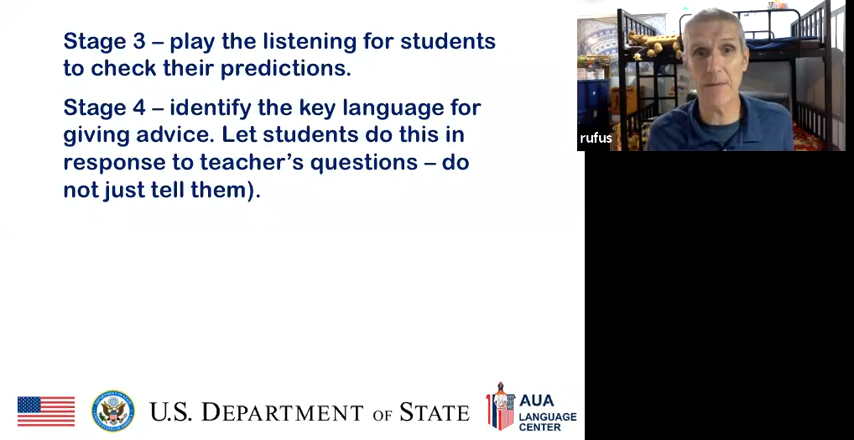 Stage 3 – play the listening for students
to check their predictions.
Stage 4 – identify the key language for
giving advice. Let students do this in
response to teacher's questions – do
not just tell them).
rufus
U.S. DEPARTMENT OF STATE
AUA
LANGUAGE
CENTER